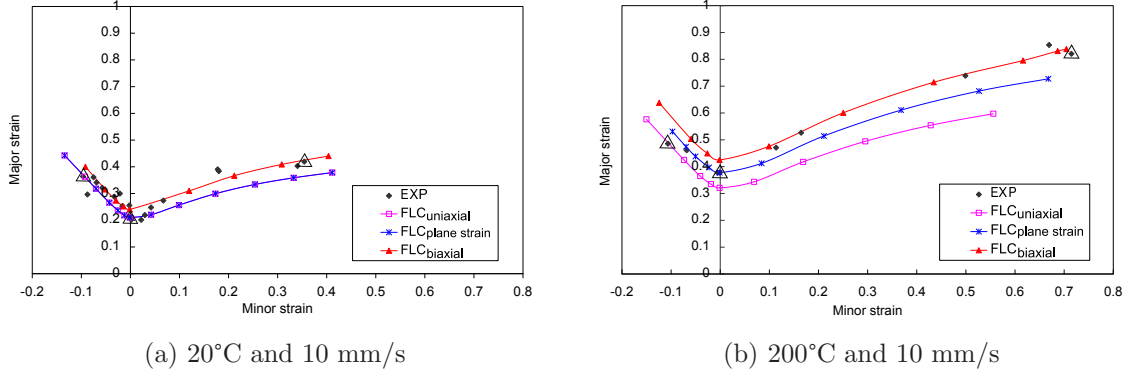 1
0.9
0.8
0.7
0.6
0.5
0.4
0.3
0.2
0.1
0
-0.2 -0.1 0 0.1 0.2 0.3 0.4 0.5 0.6 0.7 0.8
Major strain
Minor strain
EXP
FLCuniaxial
FLCplane strain
FLCbiaxial
(a) 20°C and 10 mm/s
1
0.9
0.8
0.7
0.6
0.5
0.4
0.3
0.2
0.1
0
-0.2 -0.1 0 0.1 0.2 0.3 0.4 0.5 0.6 0.7 0.8
Major strain
Minor strain
EXP
FLCuniaxial
FLCplane strain
FLCbiaxial
(b) 200°C and 10 mm/s